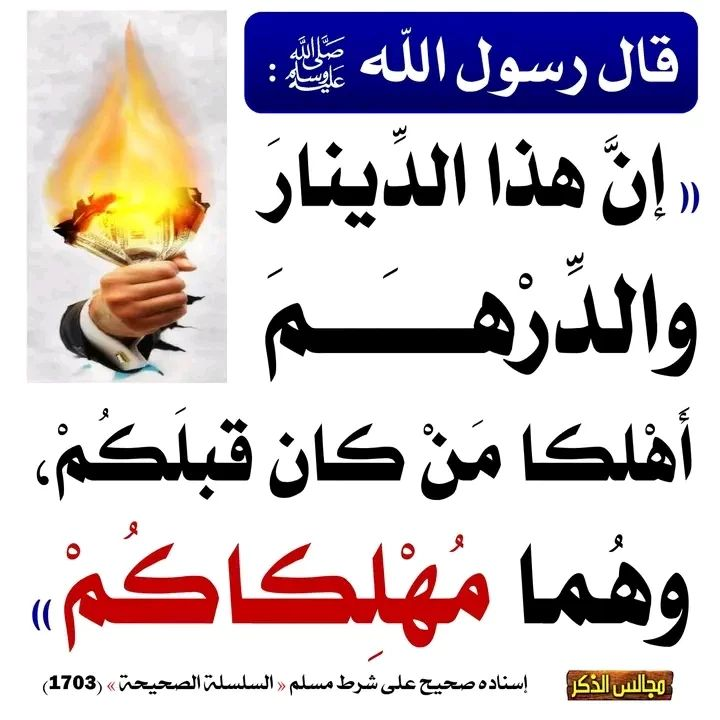 قال رسول الله ﷺ :
(( إنَّ هذا الدِّينارَ
والدِّرْهـــمَ
أَهْلكا مَنْ كان قبلَكُمْ،
وهُما مُهْلِكاكُمْ ))
إسناده صحيح على شرط مسلم « السلسلة الصحيحة » (1703)
مجالس الذكر